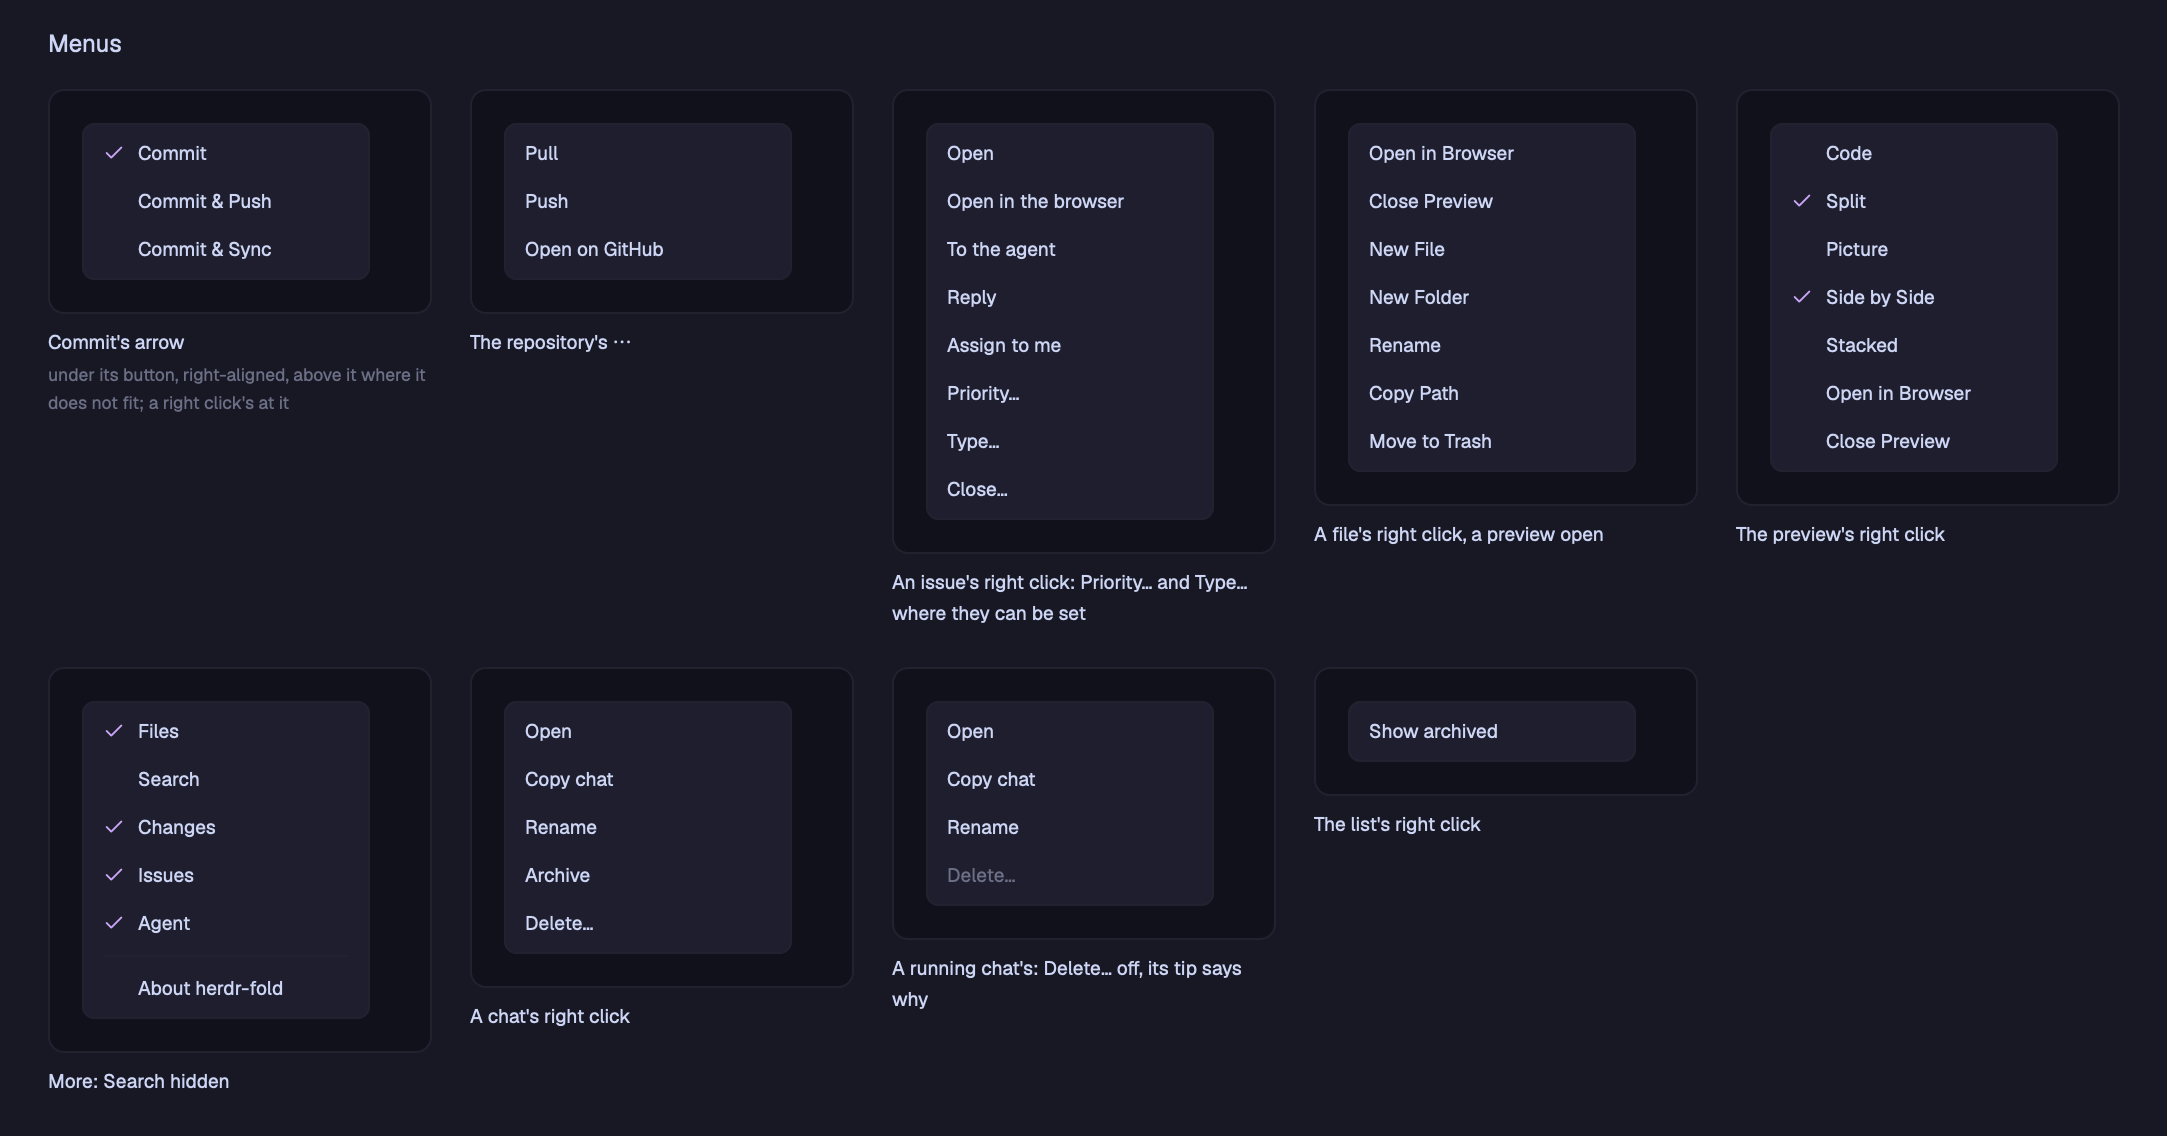 Menus
Commit
Commit & Push
Commit & Sync
Commit's arrow
under its button, right-aligned, above it where it
does not fit; a right click's at it
Pull
Push
Open on GitHub
The repository's ···
Open
Open in the browser
To the agent
Reply
Assign to me
Priority…
Type…
Close…
An issue's right click: Priority… and Type…
where they can be set
Open in Browser
Close Preview
New File
New Folder
Rename
Copy Path
Move to Trash
A file's right click, a preview open
Code
Split
Picture
Side by Side
Stacked
Open in Browser
Close Preview
The preview's right click
Files
Search
Changes
Issues
Agent
About herdr-fold
More: Search hidden
Open
Copy chat
Rename
Archive
Delete…
A chat's right click
Open
Copy chat
Rename
Delete…
A running chat's: Delete… off, its tip says
why
Show archived
The list's right click